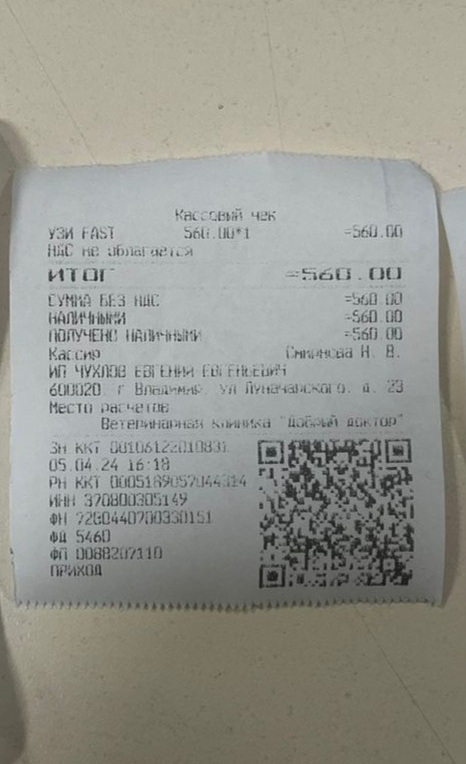 Кассовый чек
УЗИ FAST 560.00*1 =560.00
НДС не облагается
ИТОГ =560.00
СУММА БЕЗ НДС =560.00
НАЛИЧНЫМИ =560.00
ПОЛУЧЕНО НАЛИЧНЫМИ =560.00
Кассир Смирнова Н. В.
ИП ЧУХЛОВ ЕВГЕНИЙ ЕВГЕНЬЕВИЧ
600020, г Владимир, ул Луначарского, д. 23
Место расчетов
Ветеринарная клиника "Добрый доктор"
ЗН ККТ 00106122010831
05.04.24 16:18
РН ККТ 0005189057044314
ИНН 370800305149
ФН 7280440700330151
ФД 5460
ФП 0088207110
ПРИХОД